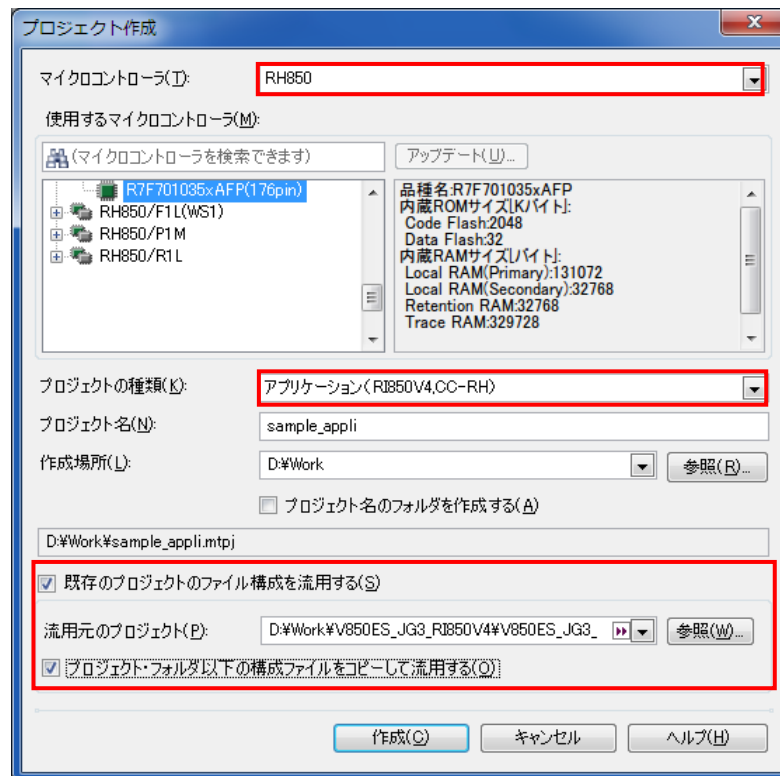 プロジェクト作成
マイクロコントローラ(T): RH850
使用するマイクロコントローラ(M):
(マイクロコントローラを検索できます) アップデート(U)...
R7F701035xAFP(176pin)
RH850/F1L(WS1)
RH850/P1M
RH850/R1L
品種名:R7F701035xAFP
内蔵ROMサイズ[Kバイト]:
Code Flash:2048
Data Flash:32
内蔵RAMサイズ[バイト]:
Local RAM(Primary):131072
Local RAM(Secondary):32768
Retention RAM:32768
Trace RAM:329728
プロジェクトの種類(K): アプリケーション(RI850V4,CC-RH)
プロジェクト名(N): sample_appli
作成場所(L): D:¥Work 参照(R)...
プロジェクト名のフォルダを作成する(A)
D:¥Work¥sample_appli.mtpj
既存のプロジェクトのファイル構成を流用する(S)
流用元のプロジェクト(P): D:¥Work¥V850ES_JG3_RI850V4¥V850ES_JG3_ 参照(W)...
プロジェクト・フォルダ以下の構成ファイルをコピーして流用する(O)
作成(C) キャンセル ヘルプ(H)